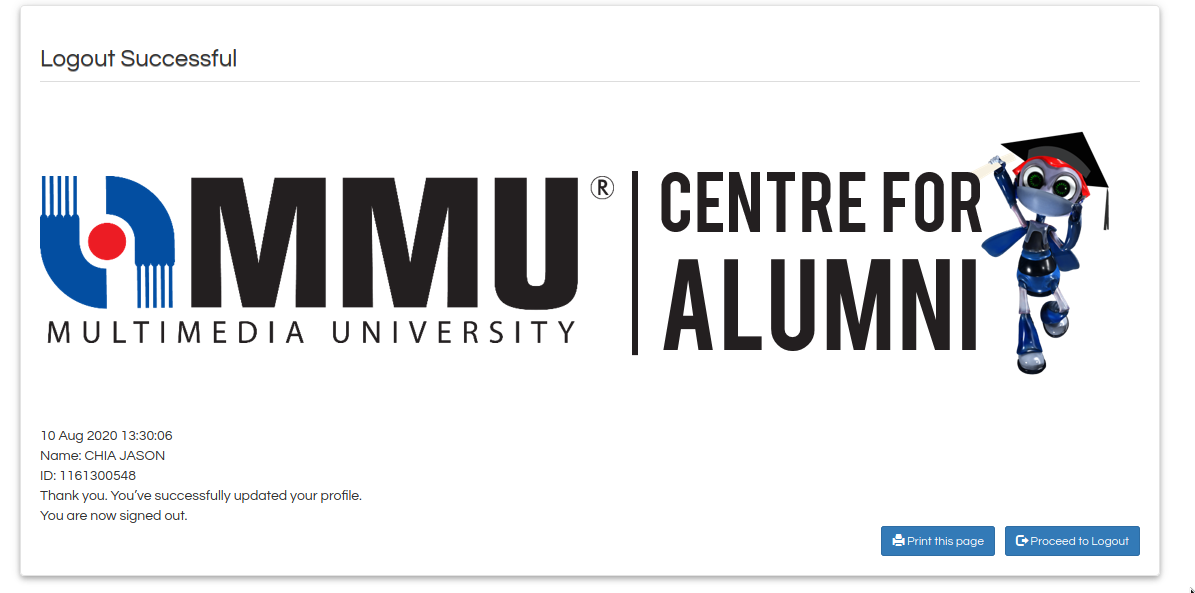 Logout Successful
MMU®
MULTIMEDIA UNIVERSITY
CENTRE FOR
ALUMNI
10 Aug 2020 13:30:06
Name: CHIA JASON
ID: 1161300548
Thank you. You’ve successfully updated your profile.
You are now signed out.
Print this page
Proceed to Logout